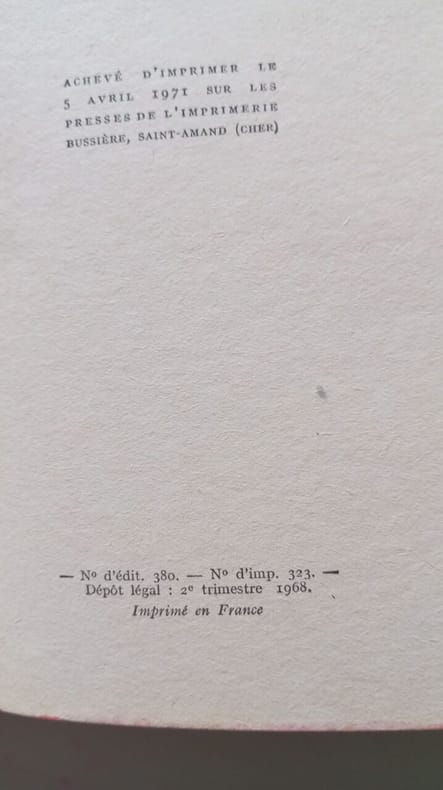 ACHEVÉ D'IMPRIMER LE
5 AVRIL 1971 SUR LES
PRESSES DE L'IMPRIMERIE
BUSSIÈRE, SAINT-AMAND (CHER)
— Nº d'édit. 380. — Nº d'imp. 323. —
Dépôt légal : 2e trimestre 1968.
Imprimé en France